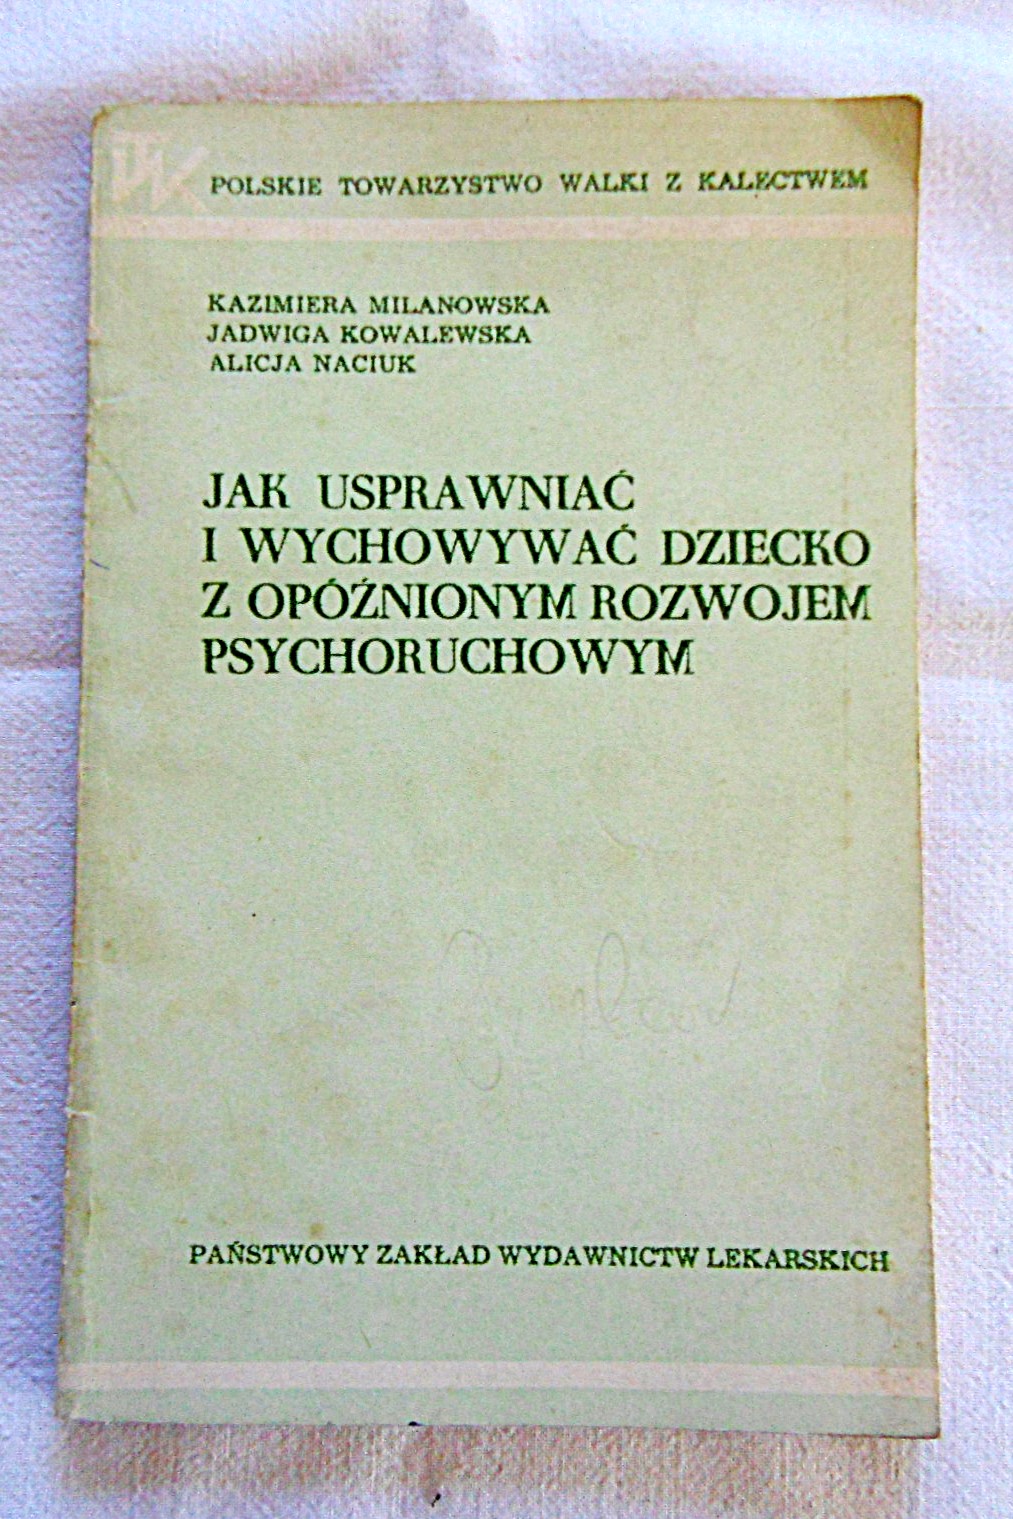 POLSKIE TOWARZYSTWO WALKI Z KALECTWEM
KAZIMIERA MILANOWSKA
JADWIGA KOWALEWSKA
ALICJA NACIUK
JAK USPRAWNIAĆ
I WYCHOWYWAĆ DZIECKO
Z OPÓŹNIONYM ROZWOJEM
PSYCHORUCHOWYM
PAŃSTWOWY ZAKŁAD WYDAWNICTW LEKARSKICH